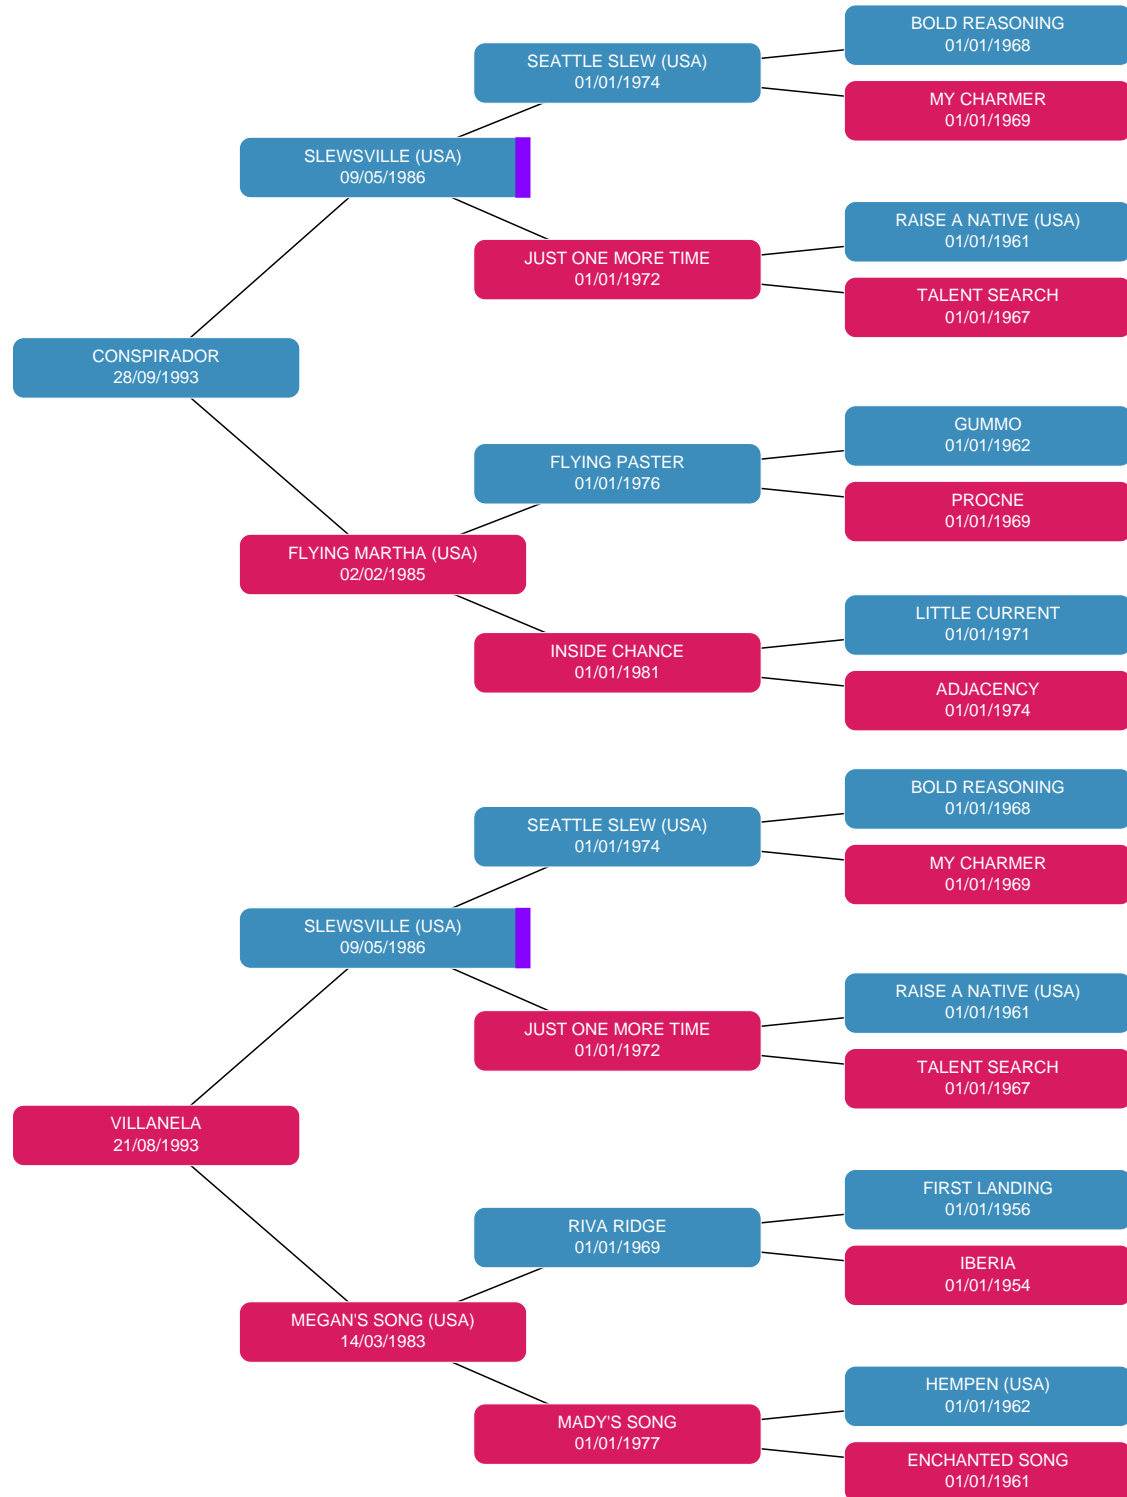 BOLD REASONING
01/01/1968
SEATTLE SLEW (USA)
01/01/1974
MY CHARMER
01/01/1969
SLEWSVILLE (USA)
09/05/1986
RAISE A NATIVE (USA)
01/01/1961
JUST ONE MORE TIME
01/01/1972
TALENT SEARCH
01/01/1967
CONSPIRADOR
28/09/1993
GUMMO
01/01/1962
FLYING PASTER
01/01/1976
PROCNE
01/01/1969
FLYING MARTHA (USA)
02/02/1985
LITTLE CURRENT
01/01/1971
INSIDE CHANCE
01/01/1981
ADJACENCY
01/01/1974
BOLD REASONING
01/01/1968
SEATTLE SLEW (USA)
01/01/1974
MY CHARMER
01/01/1969
SLEWSVILLE (USA)
09/05/1986
RAISE A NATIVE (USA)
01/01/1961
JUST ONE MORE TIME
01/01/1972
TALENT SEARCH
01/01/1967
VILLANELA
21/08/1993
FIRST LANDING
01/01/1956
RIVA RIDGE
01/01/1969
IBERIA
01/01/1954
MEGAN'S SONG (USA)
14/03/1983
HEMPEN (USA)
01/01/1962
MADY'S SONG
01/01/1977
ENCHANTED SONG
01/01/1961